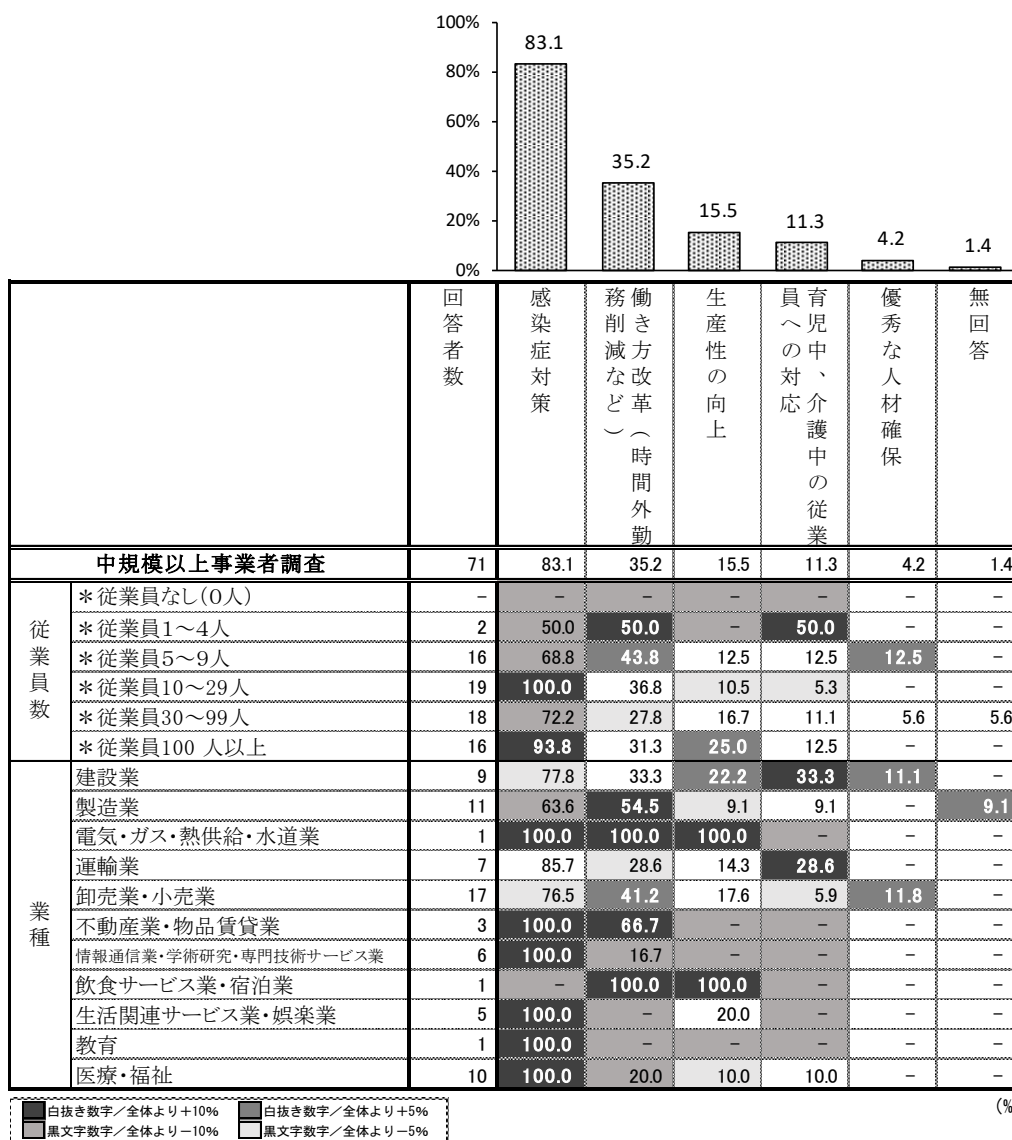 100%
80%
60%
40%
20%
0%
83.1
35.2
15.5
11.3
4.2
1.4
回答者数
感染症対策
働き方改革（時間外勤
務削減など）
生産性の向上
育児中、介護中の従業
員への対応
優秀な人材確保
無回答
中規模以上事業者調査 71 83.1 35.2 15.5 11.3 4.2 1.4
従業員数
＊従業員なし（0人） － － － － － － －
＊従業員1～4人 2 50.0 50.0 － 50.0 － －
＊従業員5～9人 16 68.8 43.8 12.5 12.5 12.5 －
＊従業員10～29人 19 100.0 36.8 10.5 5.3 － －
＊従業員30～99人 18 72.2 27.8 16.7 11.1 5.6 5.6
＊従業員100 人以上 16 93.8 31.3 25.0 12.5 － －
業種
建設業 9 77.8 33.3 22.2 33.3 11.1 －
製造業 11 63.6 54.5 9.1 9.1 － 9.1
電気・ガス・熱供給・水道業 1 100.0 100.0 100.0 － － －
運輸業 7 85.7 28.6 14.3 28.6 － －
卸売業・小売業 17 76.5 41.2 17.6 5.9 11.8 －
不動産業・物品賃貸業 3 100.0 66.7 － － － －
情報通信業・学術研究・専門技術サービス業 6 100.0 16.7 － － － －
飲食サービス業・宿泊業 1 － 100.0 100.0 － － －
生活関連サービス業・娯楽業 5 100.0 － 20.0 － － －
教育 1 100.0 － － － － －
医療・福祉 10 100.0 20.0 10.0 10.0 － －
白抜き数字／全体より＋10% 白抜き数字／全体より＋5%
黒文字数字／全体より－10% 黒文字数字／全体より－5%
(%